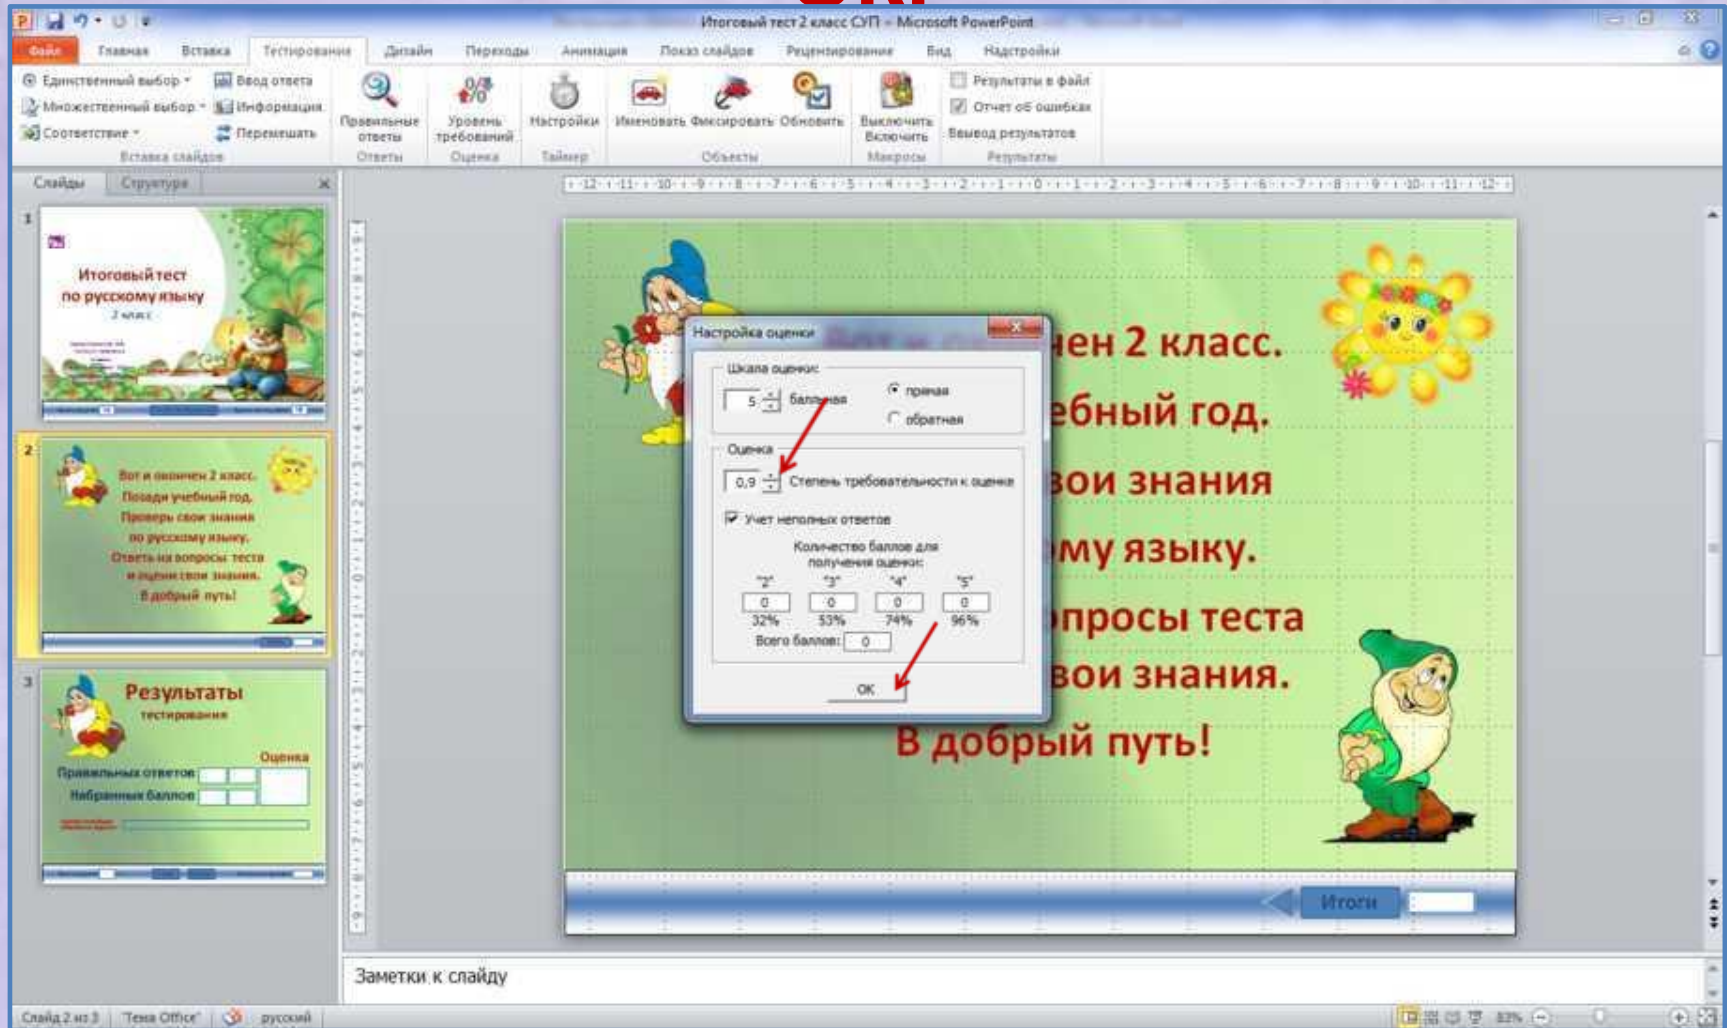 Итоговый тест 2 класс СУП - Microsoft PowerPoint
Файл Главная Вставка Тестирование Дизайн Переходы Анимация Показ слайдов Рецензирование Вид Надстройки
Единственный выбор Ввод ответа
Множественный выбор Информация
Соответствие Перемешать
Вставка слайдов
Правильные ответы
Ответы
Уровень требований
Оценка
Настройки
Таймер
Именовать Фиксировать Обновить
Объекты
Выключить Включить
Макросы
Результаты в файл
Отчет об ошибках
Ввывод результатов
Результаты
Слайды Структура
1
Итоговый тест
по русскому языку
2 класс
2
Вот и окончен 2 класс.
Позади учебный год.
Проверь свои знания
по русскому языку.
Ответь на вопросы теста
и оцени свои знания.
В добрый путь!
3
Результаты
тестирования
Оценка
Правильных ответов
Набранных баллов
Настройка оценки
Шкала оценки:
5 балльная
прямая
обратная
Оценка
0,9 Степень требовательности к оценке
Учет неполных ответов
Количество баллов для
получения оценки:
"2" "3" "4" "5"
0 0 0 0
32% 53% 74% 96%
Всего баллов: 0
OK
чен 2 класс.
ебный год.
вои знания
ому языку.
опросы теста
вои знания.
В добрый путь!
Итоги
Заметки к слайду
Слайд 2 из 3 "Тема Office" русский 83%